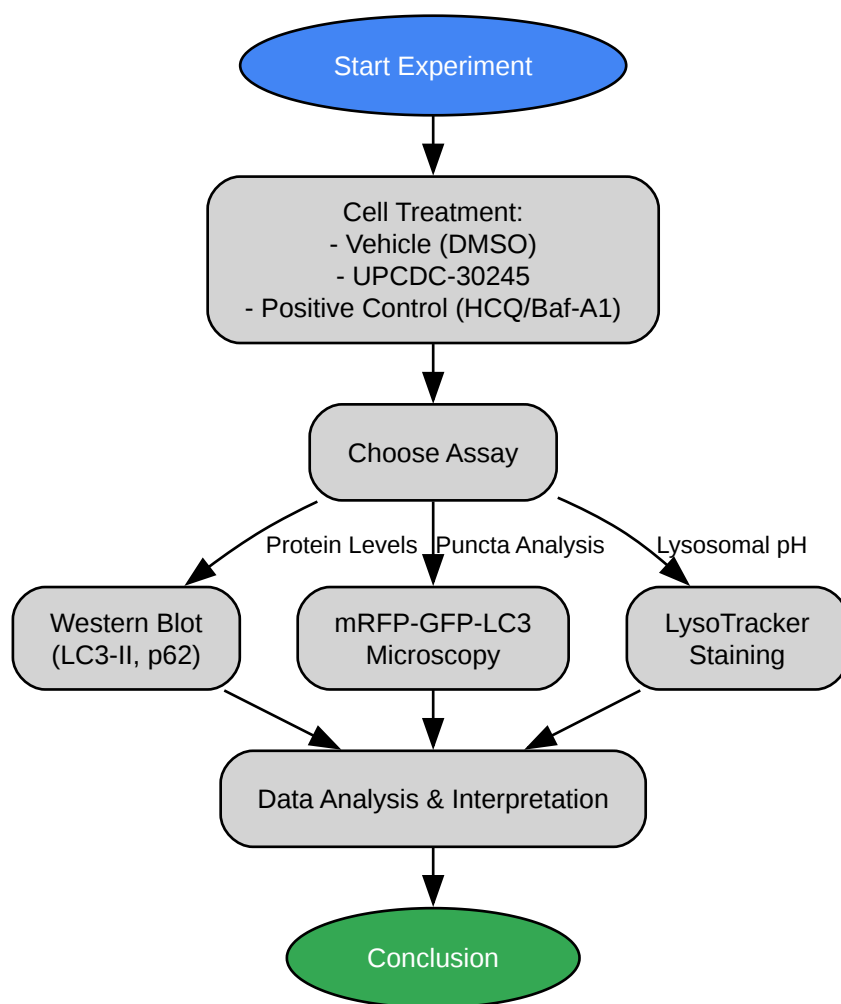 Start Experiment
Cell Treatment:
- Vehicle (DMSO)
- UPCDC-30245
- Positive Control (HCQ/Baf-A1)
Choose Assay
Protein Levels
Puncta Analysis
Lysosomal pH
Western Blot
(LC3-II, p62)
mRFP-GFP-LC3
Microscopy
LysoTracker
Staining
Data Analysis & Interpretation
Conclusion